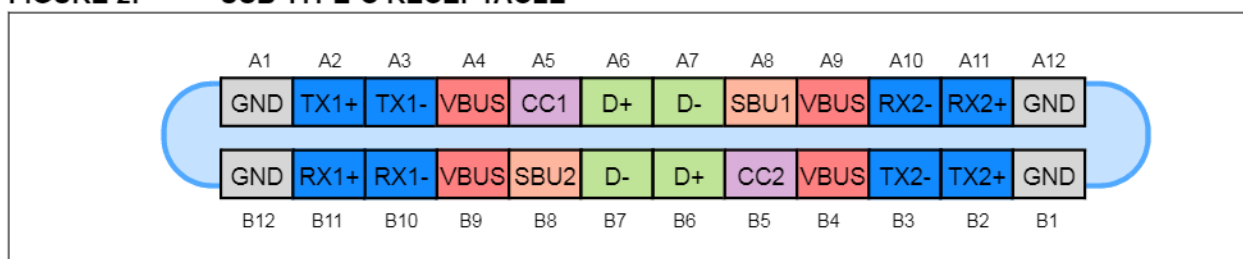 A1 A2 A3 A4 A5 A6 A7 A8 A9 A10 A11 A12
GND TX1+ TX1- VBUS CC1 D+ D- SBU1 VBUS RX2- RX2+ GND
GND RX1+ RX1- VBUS SBU2 D- D+ CC2 VBUS TX2- TX2+ GND
B12 B11 B10 B9 B8 B7 B6 B5 B4 B3 B2 B1